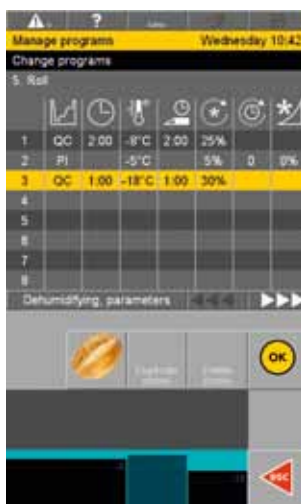 ?
Manage programs Wednesday 10:42
Change programs
5. Roll
1 QC 2:00 -8°C 2:00 25%
2 PI -5°C 5% 0 0%
3 QC 1:00 -18°C 1:00 30%
4
5
6
7
8
Dehumidifying, parameters
OK
ESC